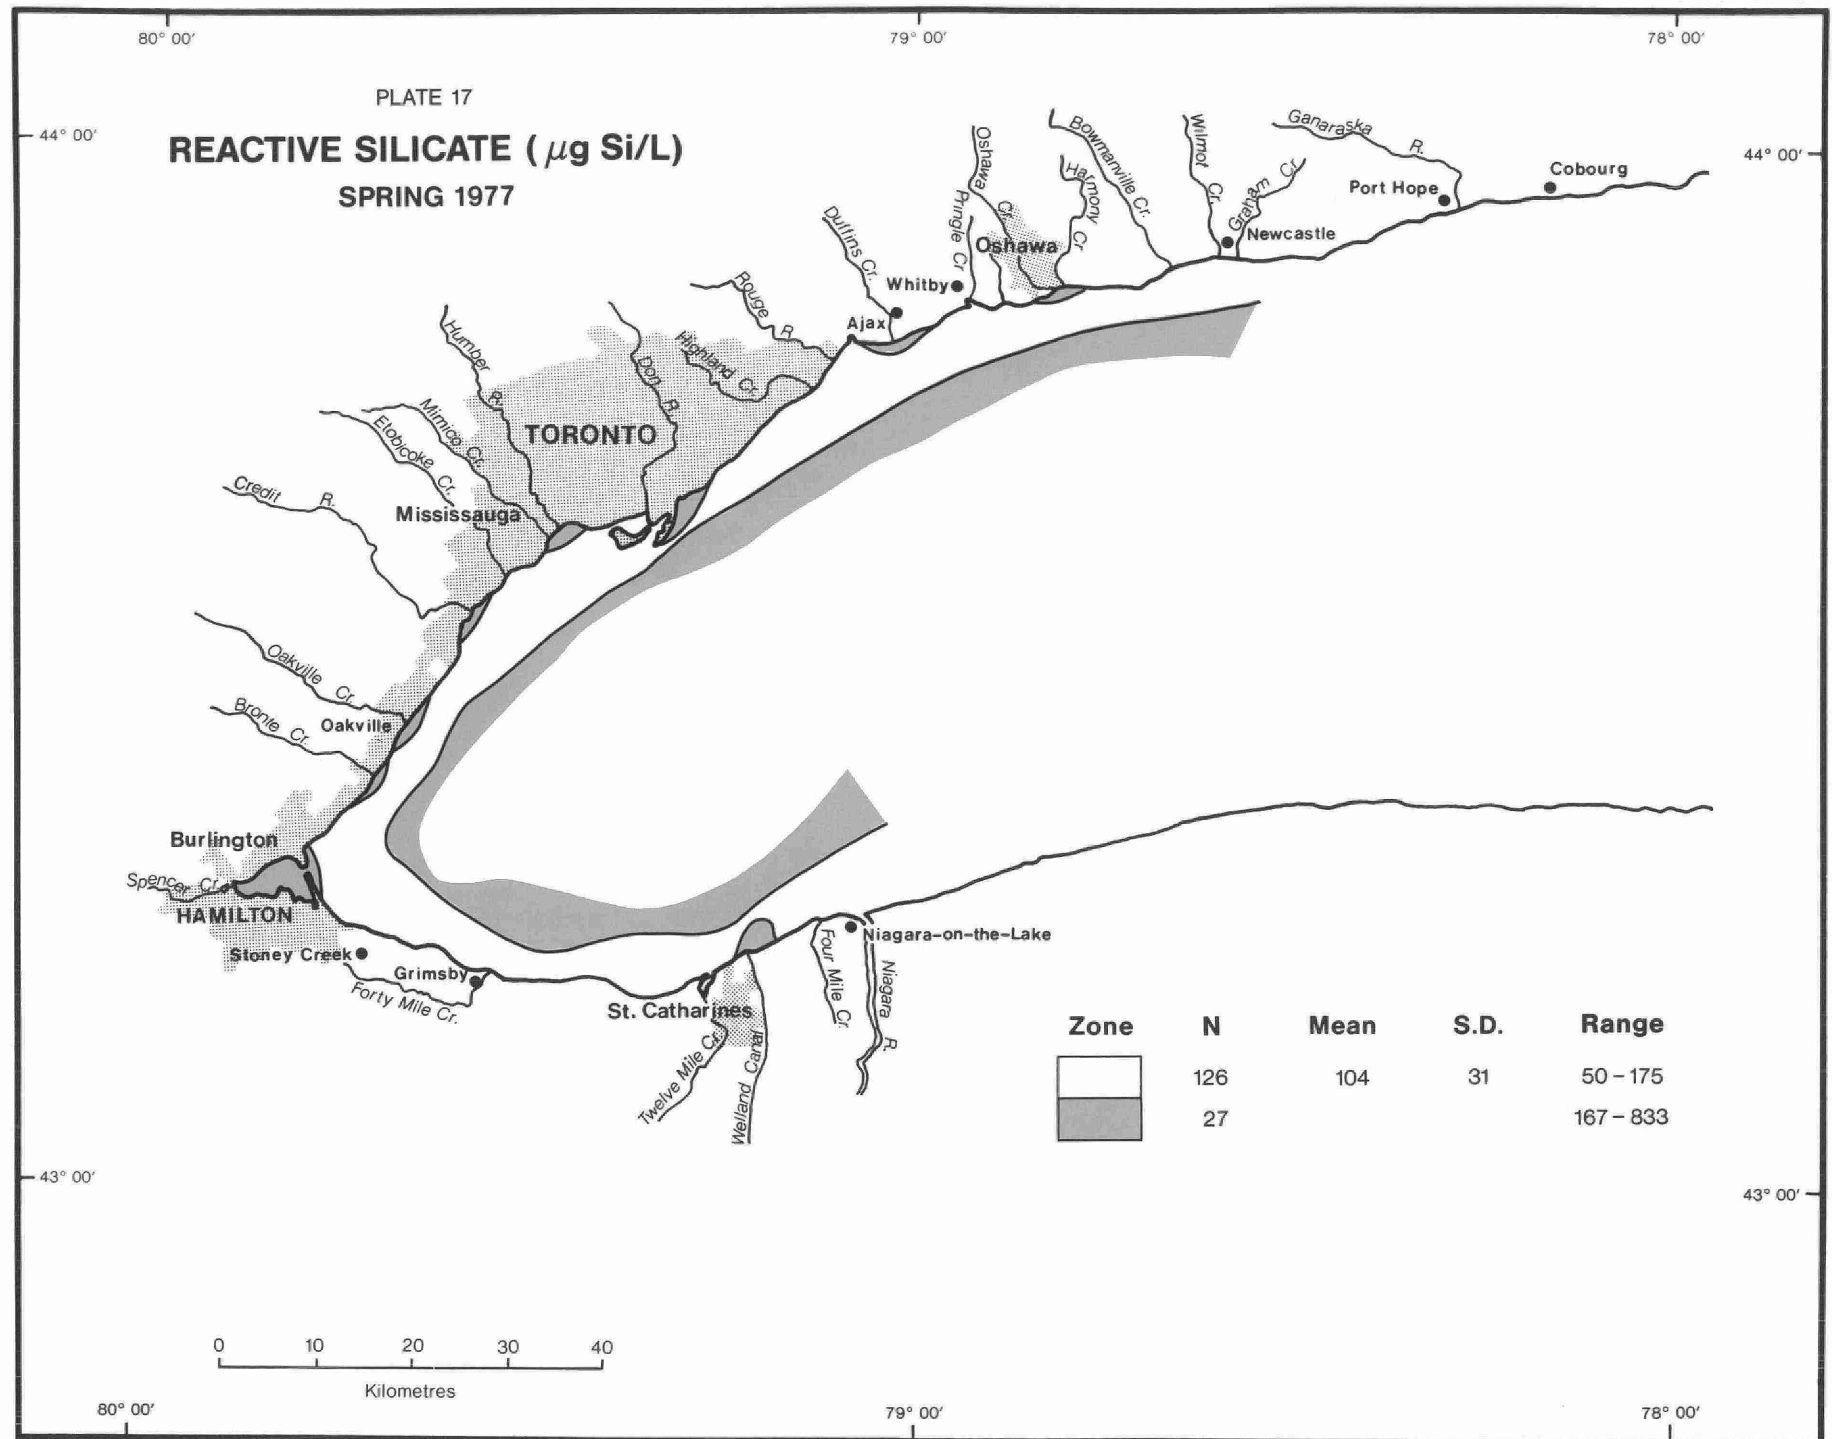 80° 00′
79° 00′
78° 00′
PLATE 17
REACTIVE SILICATE (μg Si/L)
SPRING 1977
44° 00′
44° 00′
Ganaraska R.
Cobourg
Port Hope
Wilmot Cr.
Graham Cr.
Newcastle
Bowmanville Cr.
Harmony Cr.
Oshawa Cr.
Oshawa
Pringle Cr
Whitby
Duffins Cr.
Ajax
Rouge R.
Highland Cr.
Don R.
Humber R.
TORONTO
Mimico Cr.
Etobicoke Cr.
Mississauga
Credit R.
Oakville Cr.
Oakville
Bronte Cr.
Burlington
Spencer Cr.
HAMILTON
Stoney Creek
Grimsby
Forty Mile Cr.
St. Catharines
Twelve Mile Cr.
Welland Canal
Four Mile Cr.
Niagara-on-the-Lake
Niagara R.
Zone N Mean S.D. Range
126 104 31 50 – 175
27 167 – 833
43° 00′
43° 00′
0 10 20 30 40
Kilometres
80° 00′
79° 00′
78° 00′